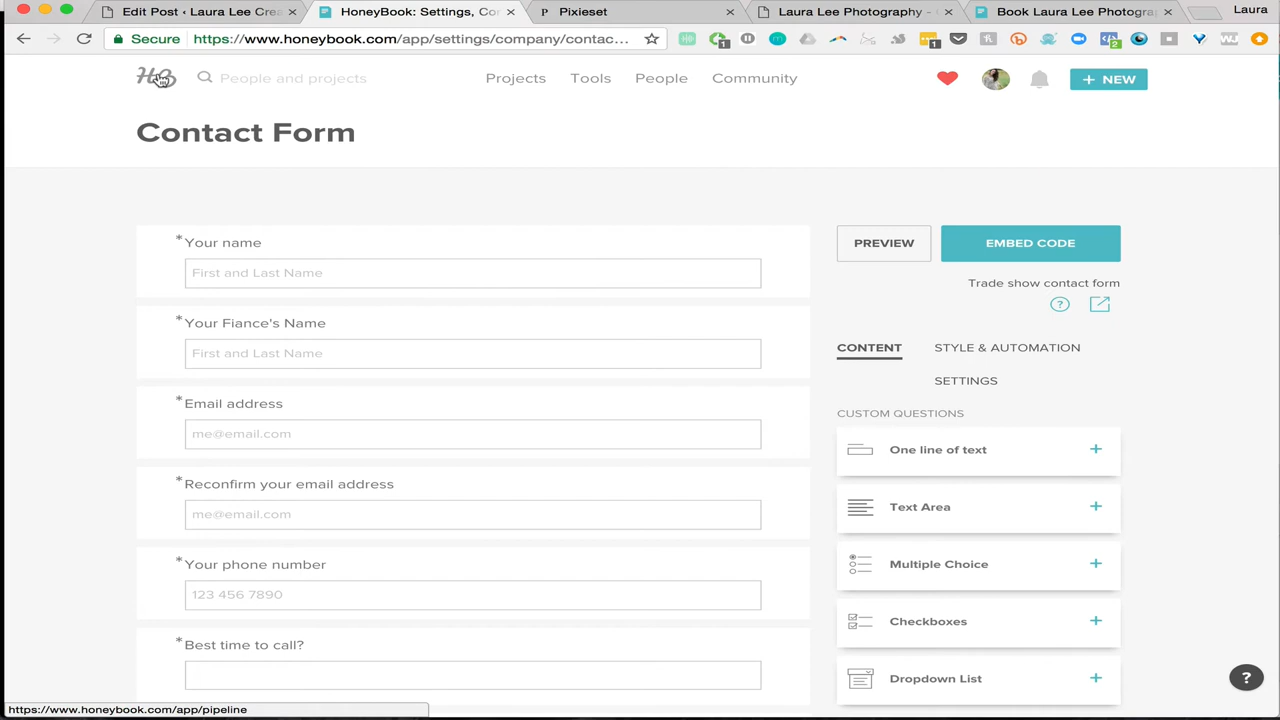 Edit Post ‹ Laura Lee Crea
HoneyBook: Settings, Co
Pixieset
Laura Lee Photography -
Book Laura Lee Photogra
Laura
Secure https://www.honeybook.com/app/settings/company/contac...
HB
People and projects
Projects
Tools
People
Community
+ NEW
Contact Form
*Your name
First and Last Name
*Your Fiance's Name
First and Last Name
*Email address
me@email.com
*Reconfirm your email address
me@email.com
*Your phone number
123 456 7890
*Best time to call?
PREVIEW
EMBED CODE
Trade show contact form
?
CONTENT
STYLE & AUTOMATION
SETTINGS
CUSTOM QUESTIONS
One line of text +
Text Area +
Multiple Choice +
Checkboxes +
Dropdown List +
?
https://www.honeybook.com/app/pipeline